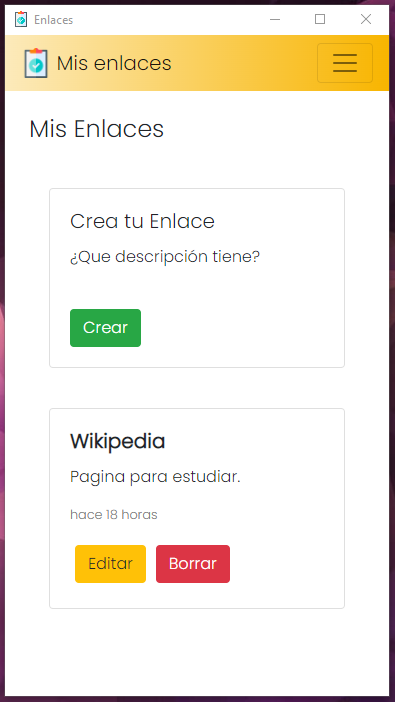 Enlaces
Mis enlaces
Mis Enlaces
Crea tu Enlace
¿Que descripción tiene?
Crear
Wikipedia
Pagina para estudiar.
hace 18 horas
Editar Borrar